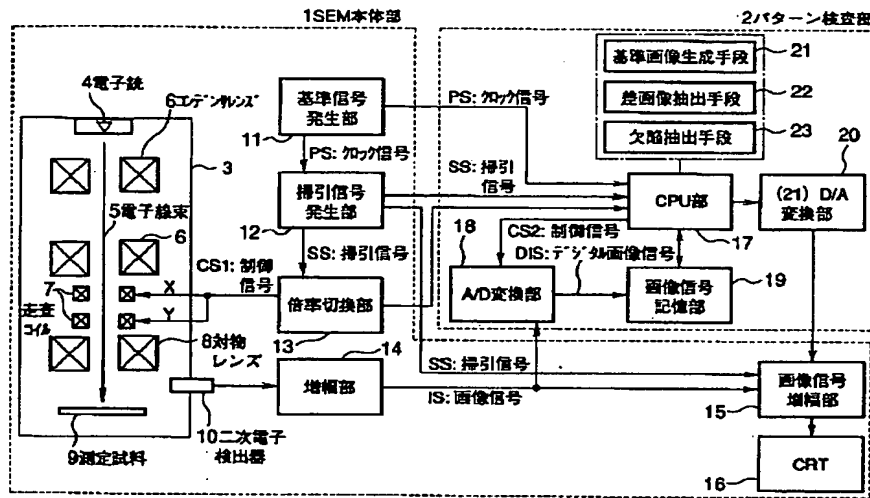 1SEM本体部
2パターン検査部
4電子銃
6コンデンサレンズ
3
5電子線束
6
7
走査
コイル
8対物
レンズ
9測定試料
10二次電子
検出器
X
Y
CS1:制御
信号
基準信号
発生部
11
PS:クロック信号
PS:クロック信号
掃引信号
発生部
12
SS:掃引信号
SS:掃引
信号
倍率切換部
13
14
増幅部
基準画像生成手段
21
差画像抽出手段
22
欠陥抽出手段
23
CPU部
17
20
(21) D/A
変換部
CS2:制御信号
DIS:デジタル画像信号
18
A/D変換部
画像信号
記憶部
19
SS:掃引信号
IS:画像信号
画像信号
増幅部
15
CRT
16